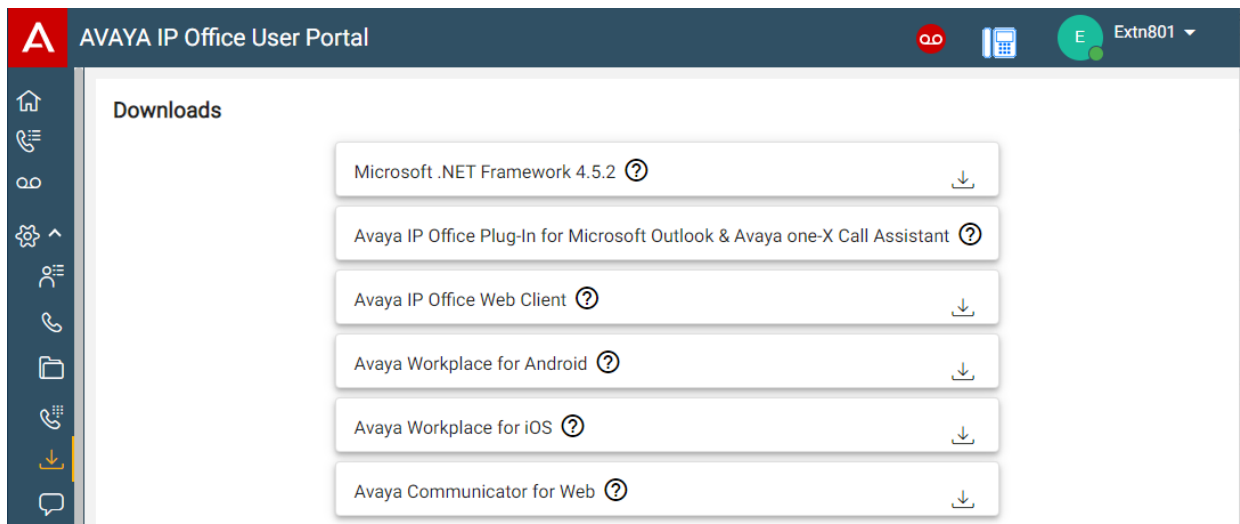 AVAYA IP Office User Portal
E
Extn801
Downloads
Microsoft .NET Framework 4.5.2
Avaya IP Office Plug-In for Microsoft Outlook & Avaya one-X Call Assistant
Avaya IP Office Web Client
Avaya Workplace for Android
Avaya Workplace for iOS
Avaya Communicator for Web